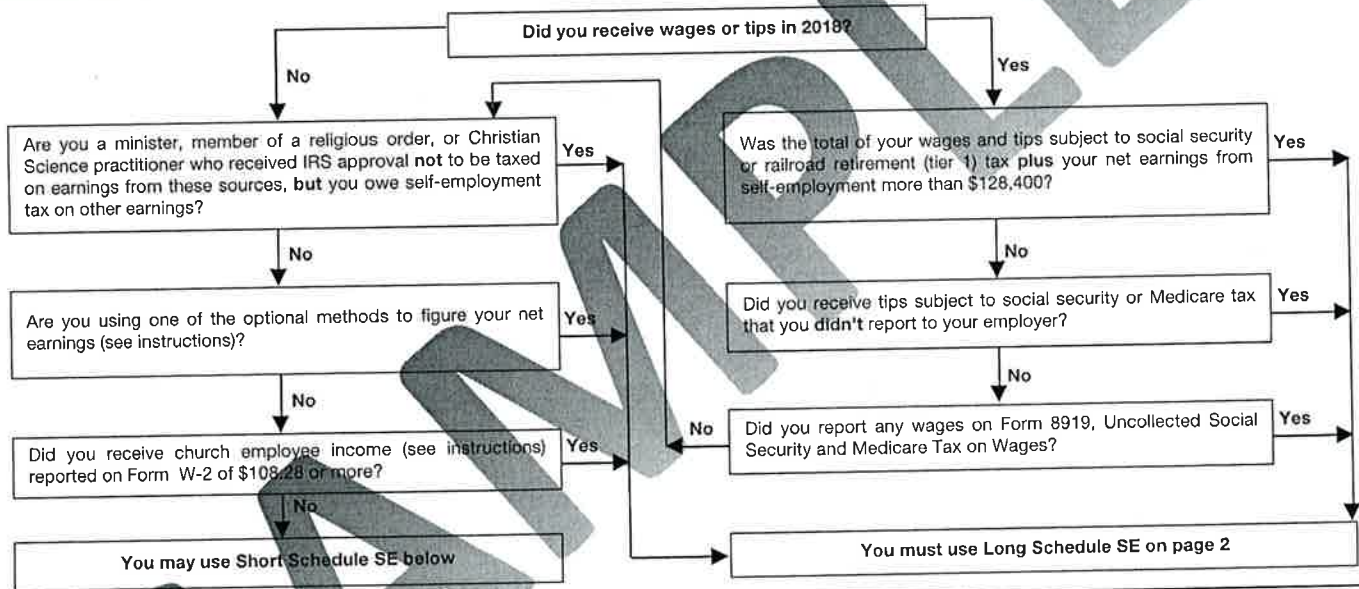 Did you receive wages or tips in 2018?
No
Yes
Are you a minister, member of a religious order, or Christian
Science practitioner who received IRS approval not to be taxed
on earnings from these sources, but you owe self-employment
tax on other earnings?
Yes
Was the total of your wages and tips subject to social security
or railroad retirement (tier 1) tax plus your net earnings from
self-employment more than $128,400?
Yes
No
No
Are you using one of the optional methods to figure your net
earnings (see instructions)?
Yes
Did you receive tips subject to social security or Medicare tax
that you didn't report to your employer?
Yes
No
No
Did you receive church employee income (see instructions)
reported on Form W-2 of $108.28 or more?
Yes
No
Did you report any wages on Form 8919, Uncollected Social
Security and Medicare Tax on Wages?
Yes
No
You may use Short Schedule SE below
You must use Long Schedule SE on page 2